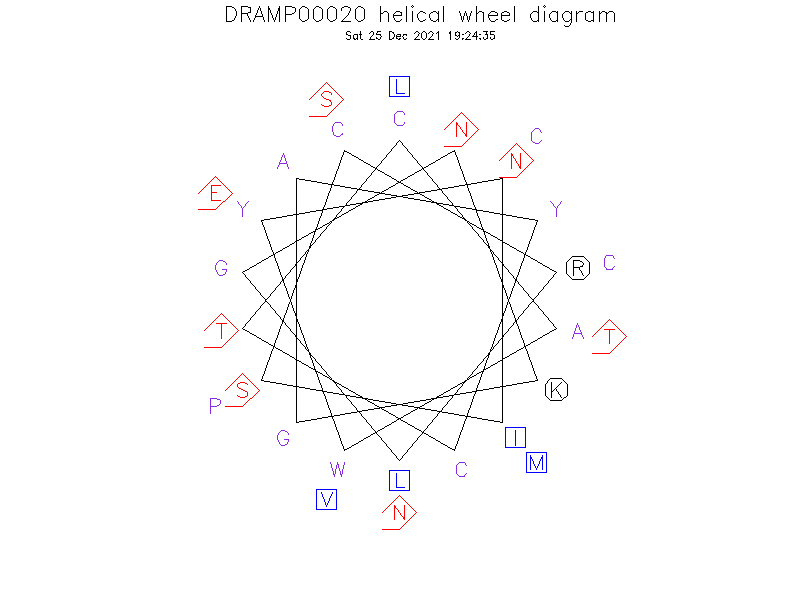 DRAMP00020 helical wheel diagram
Sat 25 Dec 2021 19:24:35
L
S
C
C
N
C
A
N
E
Y
Y
G
R
C
T
A
T
P
S
K
G
I
W
L
C
M
V
N